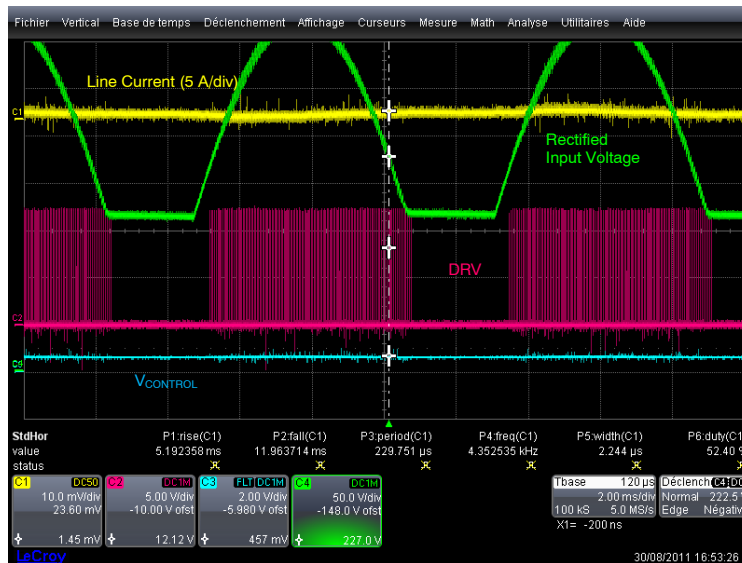 Fichier Vertical Base de temps Déclenchement Affichage Curseurs Mesure Math Analyse Utilitaires Aide
Line Current (5 A/div)
C1
Rectified
Input Voltage
DRV
C2
VCONTROL
StdHor P1:rise(C1) P2:fall(C1) P3:period(C1) P4:freq(C1) P5:width(C1) P6:duty(C1)
value 5.192358 ms 11.963714 ms 229.751 µs 4.352535 kHz 2.244 µs 52.40 %
status
C1 DC50 C2 DC1M C3 FLT DC1M C4 DC1M
10.0 mV/div 5.00 V/div 2.00 V/div 50.0 V/div
23.60 mV -10.00 V ofst -5.980 V ofst -148.0 V ofst
1.45 mV 12.12 V 457 mV 227.0 V
Tbase 120 µs Déclench C4 DC
2.00 ms/div Normal 222.5 V
100 kS 5.0 MS/s Edge Négativ
X1= -200 ns
LeCroy
30/08/2011 16:53:26